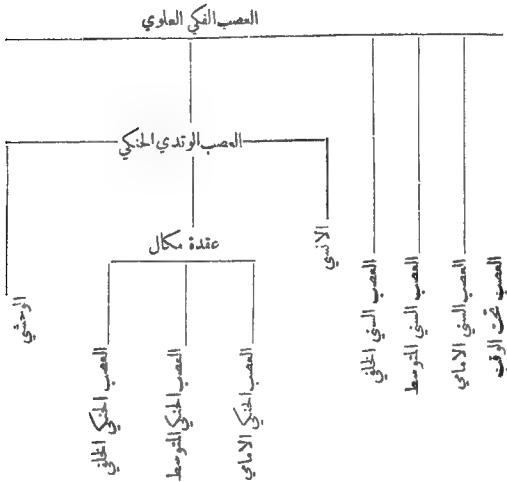 العصب الفكي العلوي
العصب الوتدي الحنكي
عقدة مكال
الانسي
الوحشي
العصب تحت الوقب
العصب السني الامامي
العصب السني المتوسط
العصب السني الخلفي
العصب الحنكي الامامي
العصب الحنكي المتوسط
العصب الحنكي الخلفي